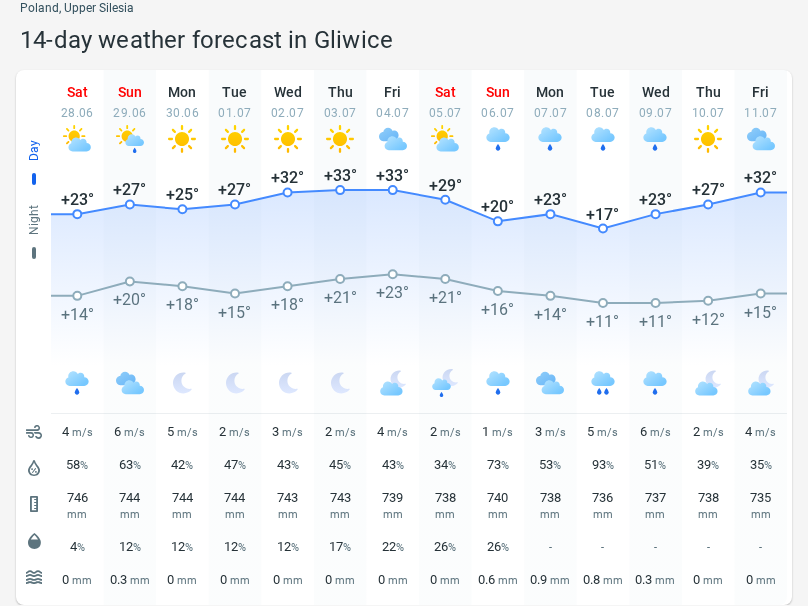 Poland, Upper Silesia
14-day weather forecast in Gliwice
Sat Sun Mon Tue Wed Thu Fri Sat Sun Mon Tue Wed Thu Fri
28.06 29.06 30.06 01.07 02.07 03.07 04.07 05.07 06.07 07.07 08.07 09.07 10.07 11.07
Day
+23° +27° +25° +27° +32° +33° +33° +29° +20° +23° +17° +23° +27° +32°
Night
+14° +20° +18° +15° +18° +21° +23° +21° +16° +14° +11° +11° +12° +15°
4 m/s 6 m/s 5 m/s 2 m/s 3 m/s 2 m/s 4 m/s 2 m/s 1 m/s 3 m/s 5 m/s 6 m/s 2 m/s 4 m/s
58% 63% 42% 47% 43% 45% 43% 34% 73% 53% 93% 51% 39% 35%
746 744 744 744 743 743 739 738 740 738 736 737 738 735
mm mm mm mm mm mm mm mm mm mm mm mm mm mm
4% 12% 12% 12% 12% 17% 22% 26% 26% - - - - -
0 mm 0.3 mm 0 mm 0 mm 0 mm 0 mm 0 mm 0 mm 0.6 mm 0.9 mm 0.8 mm 0.3 mm 0 mm 0 mm